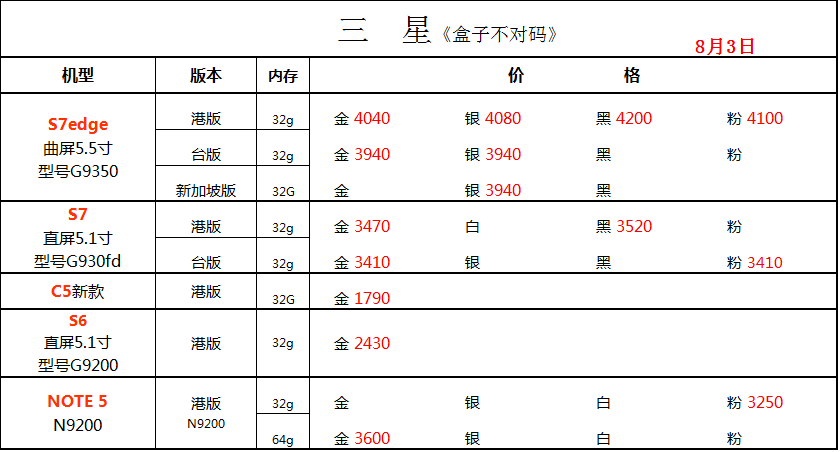 三 星《盒子不对码》 8月3日
机型 版本 内存 价 格
S7edge
曲屏5.5寸
型号G9350
港版 32g 金 4040 银 4080 黑 4200 粉 4100
台版 32g 金 3940 银 3940 黑 粉
新加坡版 32G 金 银 3940 黑
S7
直屏5.1寸
型号G930fd
港版 32g 金 3470 白 黑 3520 粉
台版 32g 金 3410 银 黑 粉 3410
C5新款 港版 32G 金 1790
S6
直屏5.1寸
型号G9200
港版 32g 金 2430
NOTE 5
N9200
港版
N9200
32g 金 银 白 粉 3250
64g 金 3600 银 白 粉